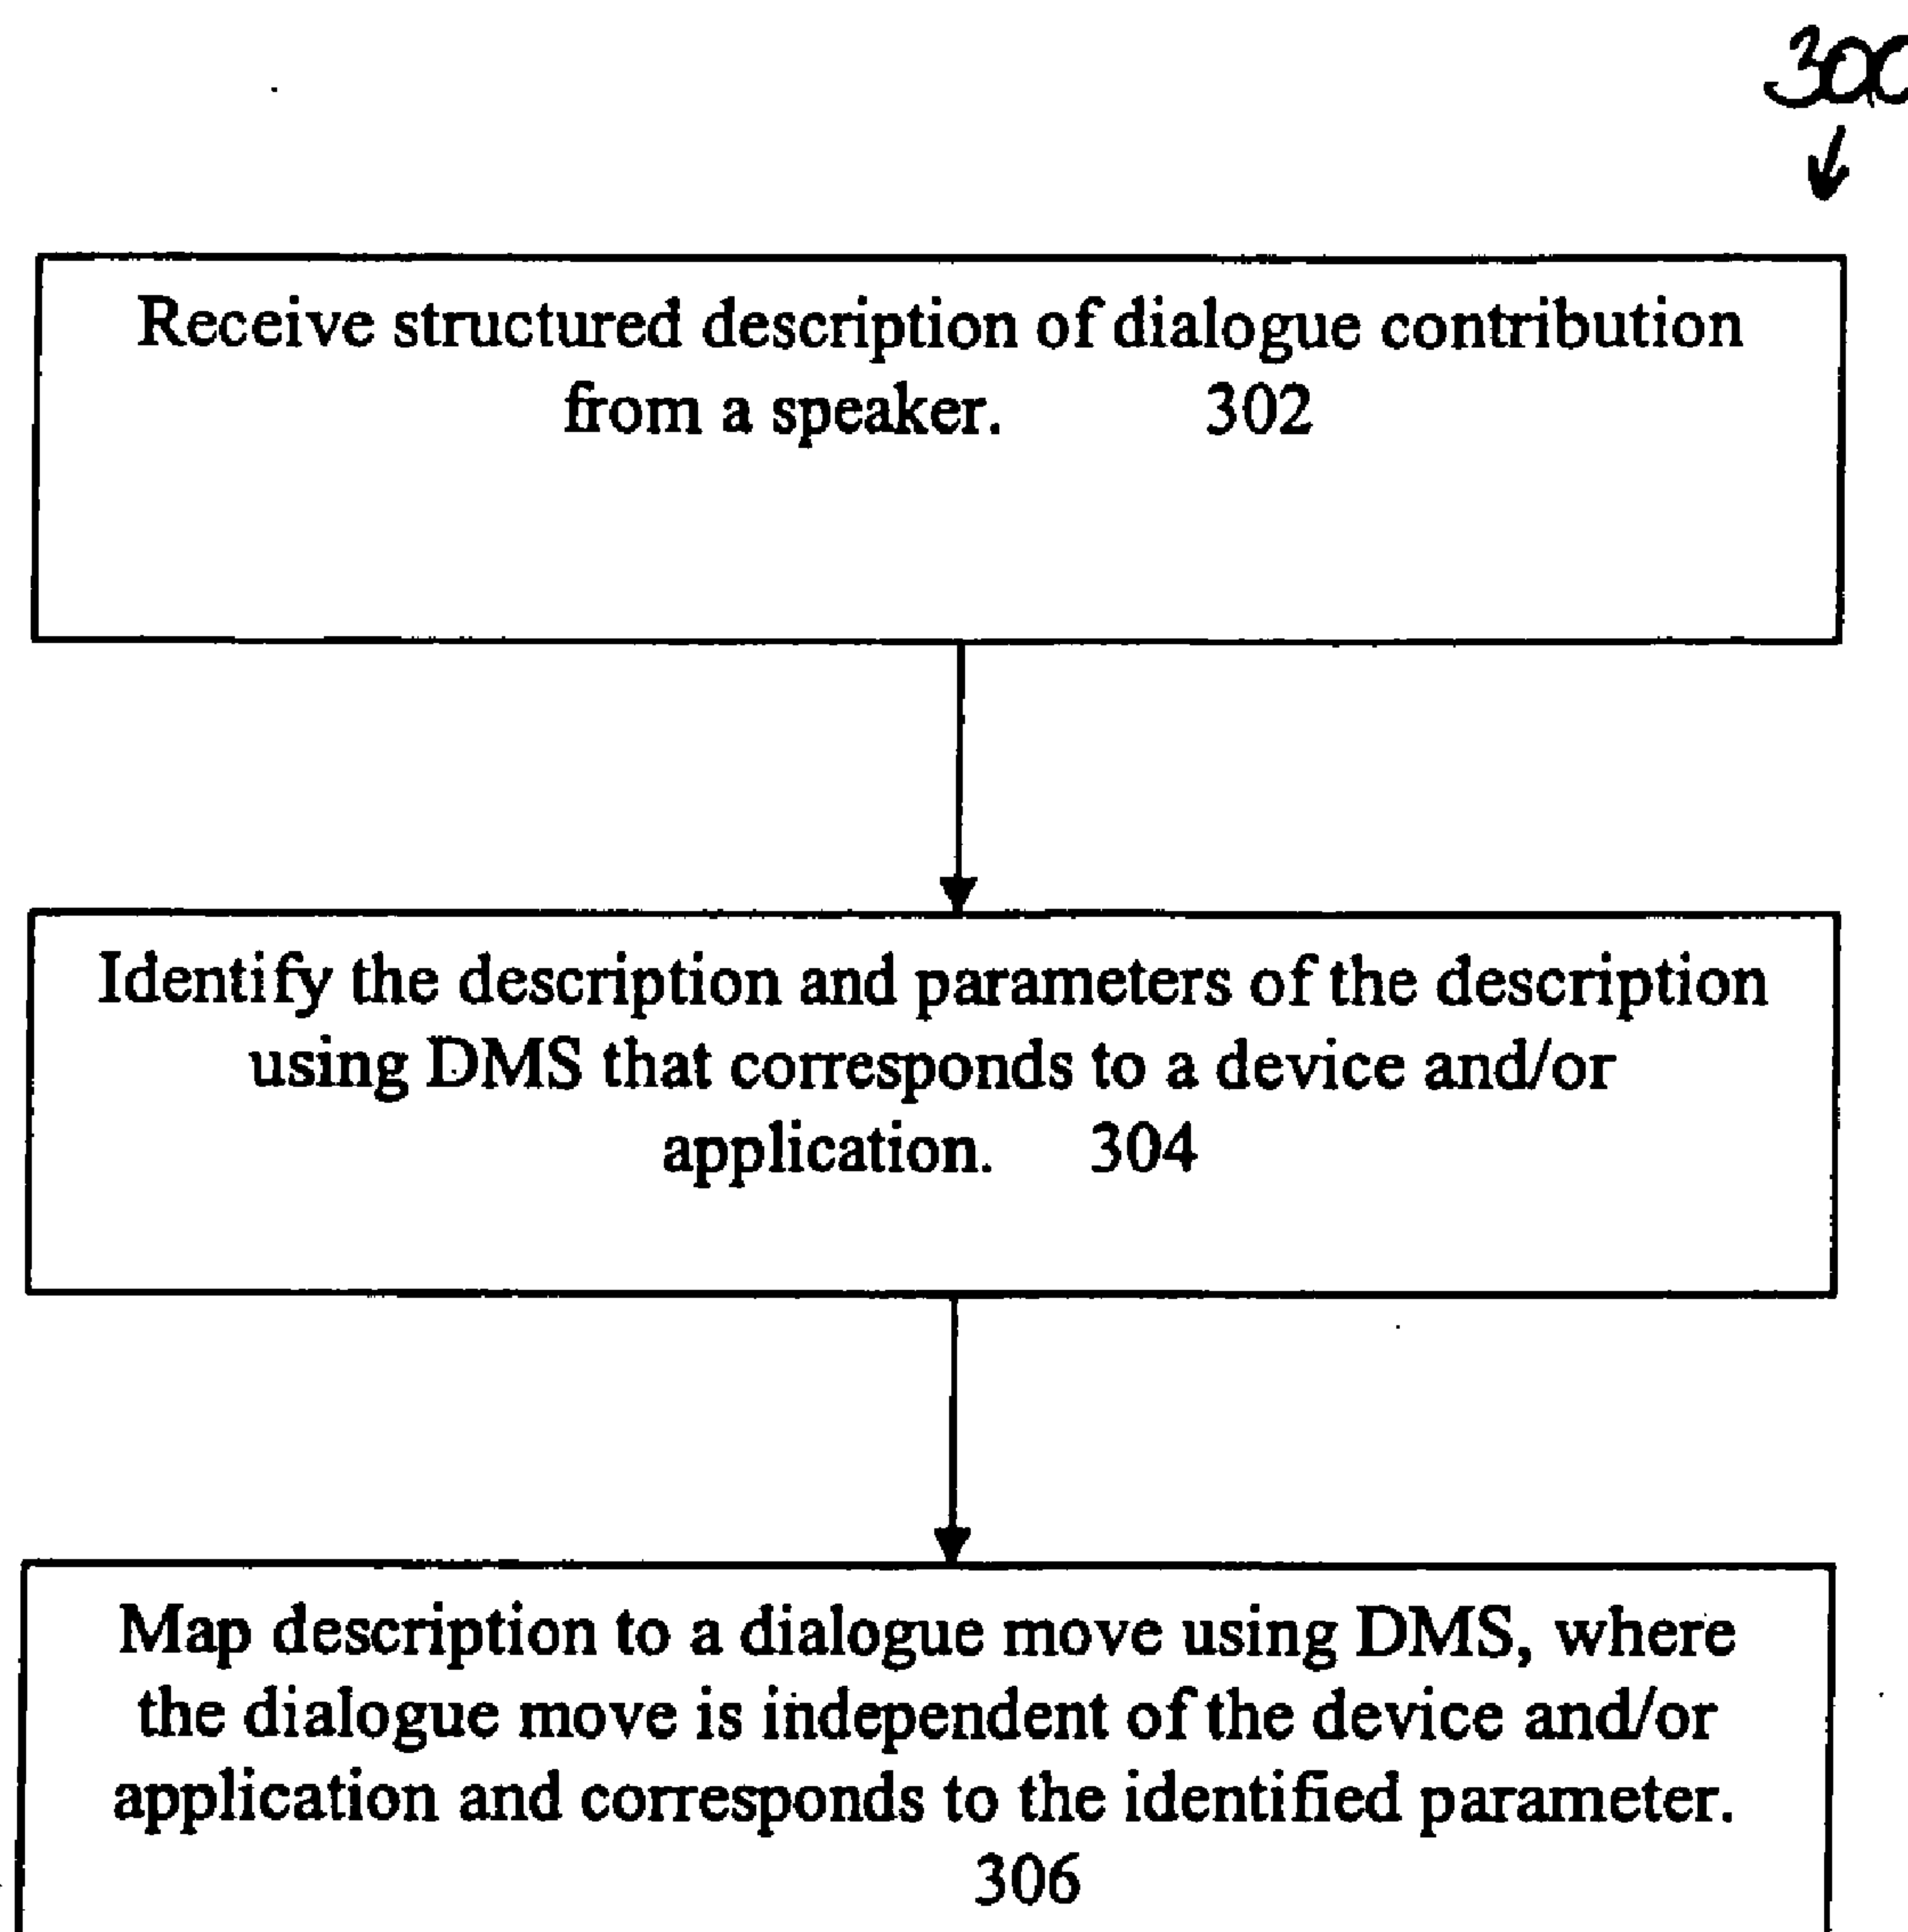 300
Receive structured description of dialogue contribution
from a speaker. 302
Identify the description and parameters of the description
using DMS that corresponds to a device and/or
application. 304
Map description to a dialogue move using DMS, where
the dialogue move is independent of the device and/or
application and corresponds to the identified parameter.
306